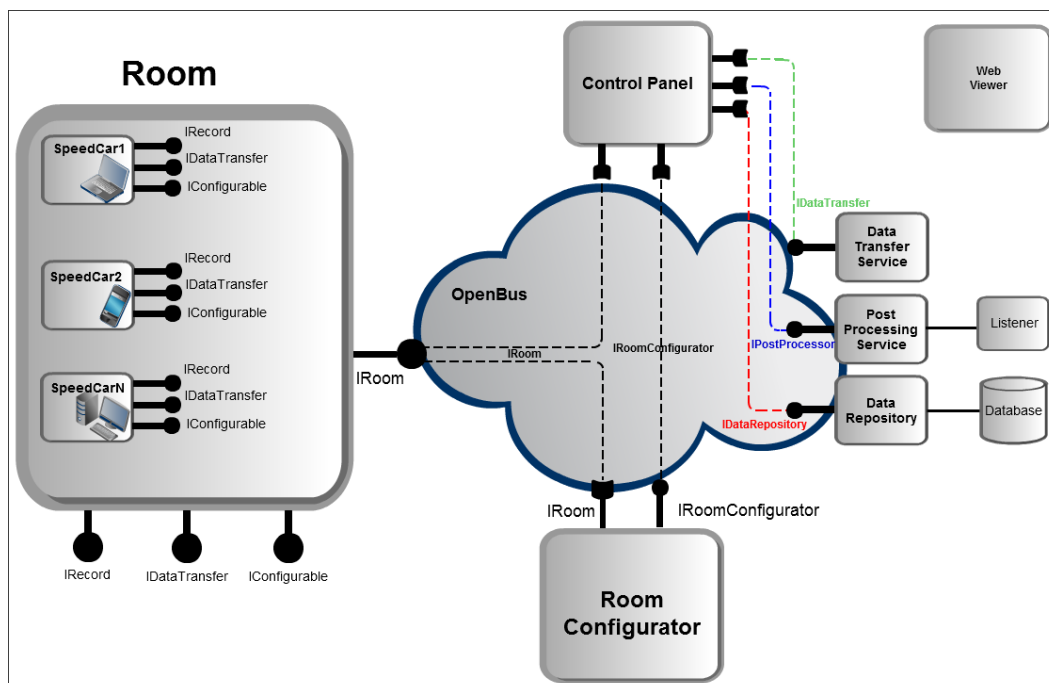 Room
SpeedCar1
IRecord
IDataTransfer
IConfigurable
SpeedCar2
IRecord
IDataTransfer
IConfigurable
SpeedCarN
IRecord
IDataTransfer
IConfigurable
IRecord
IDataTransfer
IConfigurable
IRoom
OpenBus
IRoom
IRoomConfigurator
Control Panel
Web
Viewer
IDataTransfer
Data
Transfer
Service
IPostProcessor
Post
Processing
Service
Listener
IDataRepository
Data
Repository
Database
IRoom
IRoomConfigurator
Room
Configurator